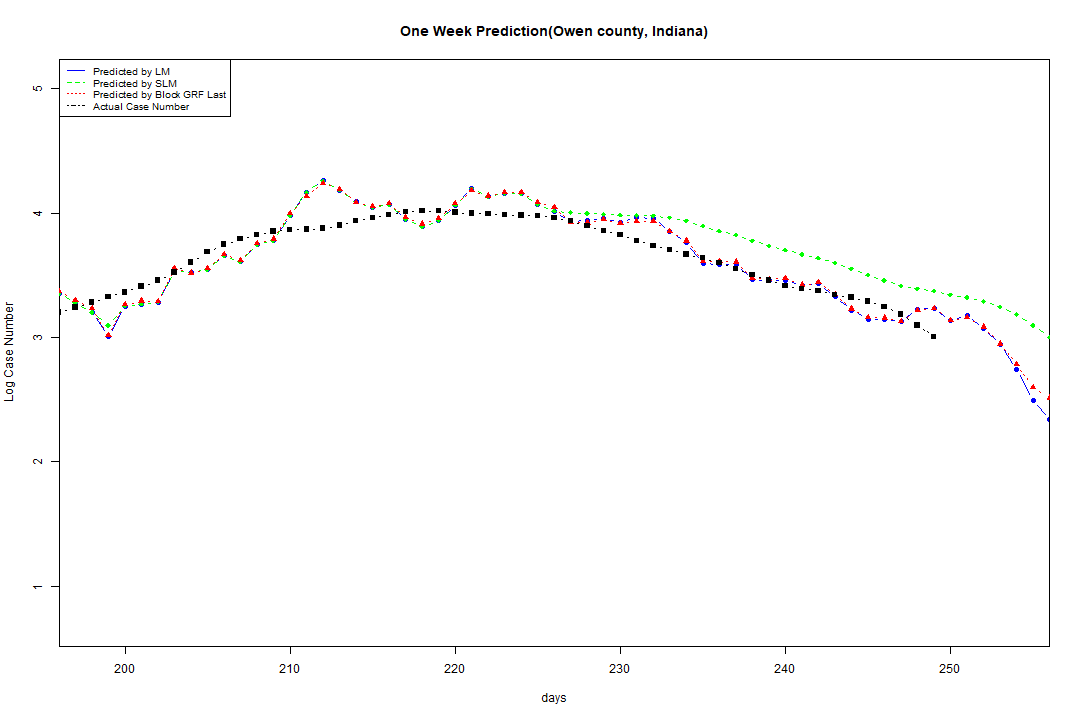 One Week Prediction(Owen county, Indiana)
Predicted by LM
Predicted by SLM
Predicted by Block GRF Last
Actual Case Number
5
4
3
2
1
Log Case Number
200 210 220 230 240 250
days